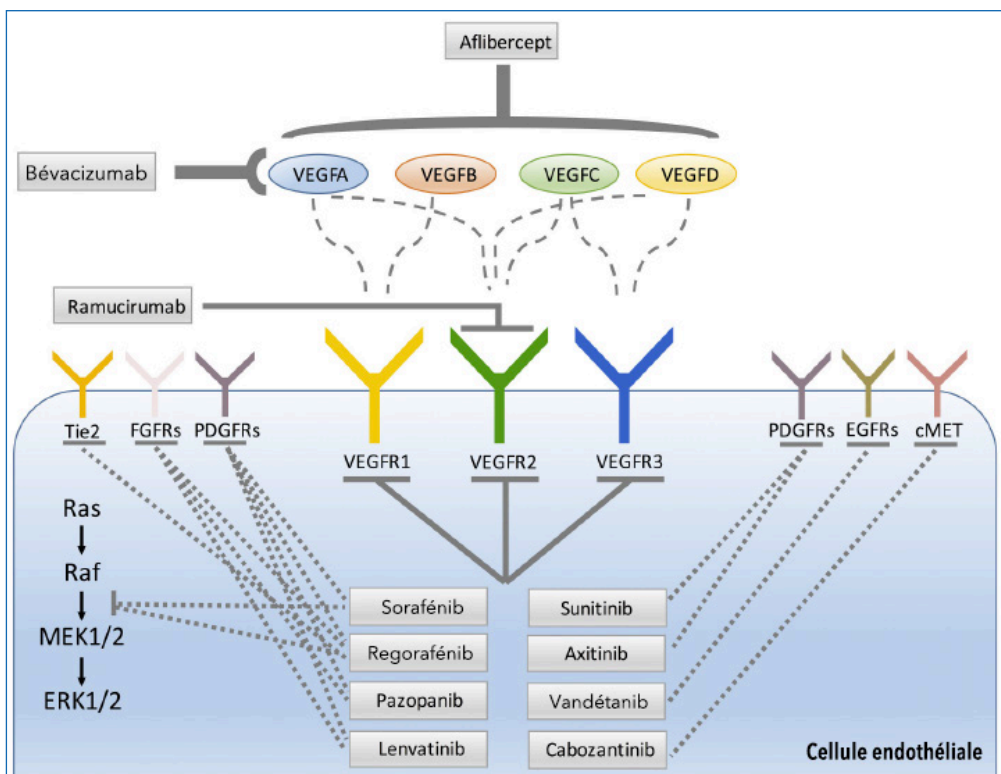 Aflibercept
Bévacizumab
VEGFA
VEGFB
VEGFC
VEGFD
Ramucirumab
Tie2
FGFRs
PDGFRs
PDGFRs
EGFRs
cMET
VEGFR1
VEGFR2
VEGFR3
Ras
Raf
MEK1/2
ERK1/2
Sorafénib
Sunitinib
Regorafénib
Axitinib
Pazopanib
Vandétanib
Lenvatinib
Cabozantinib
Cellule endothéliale